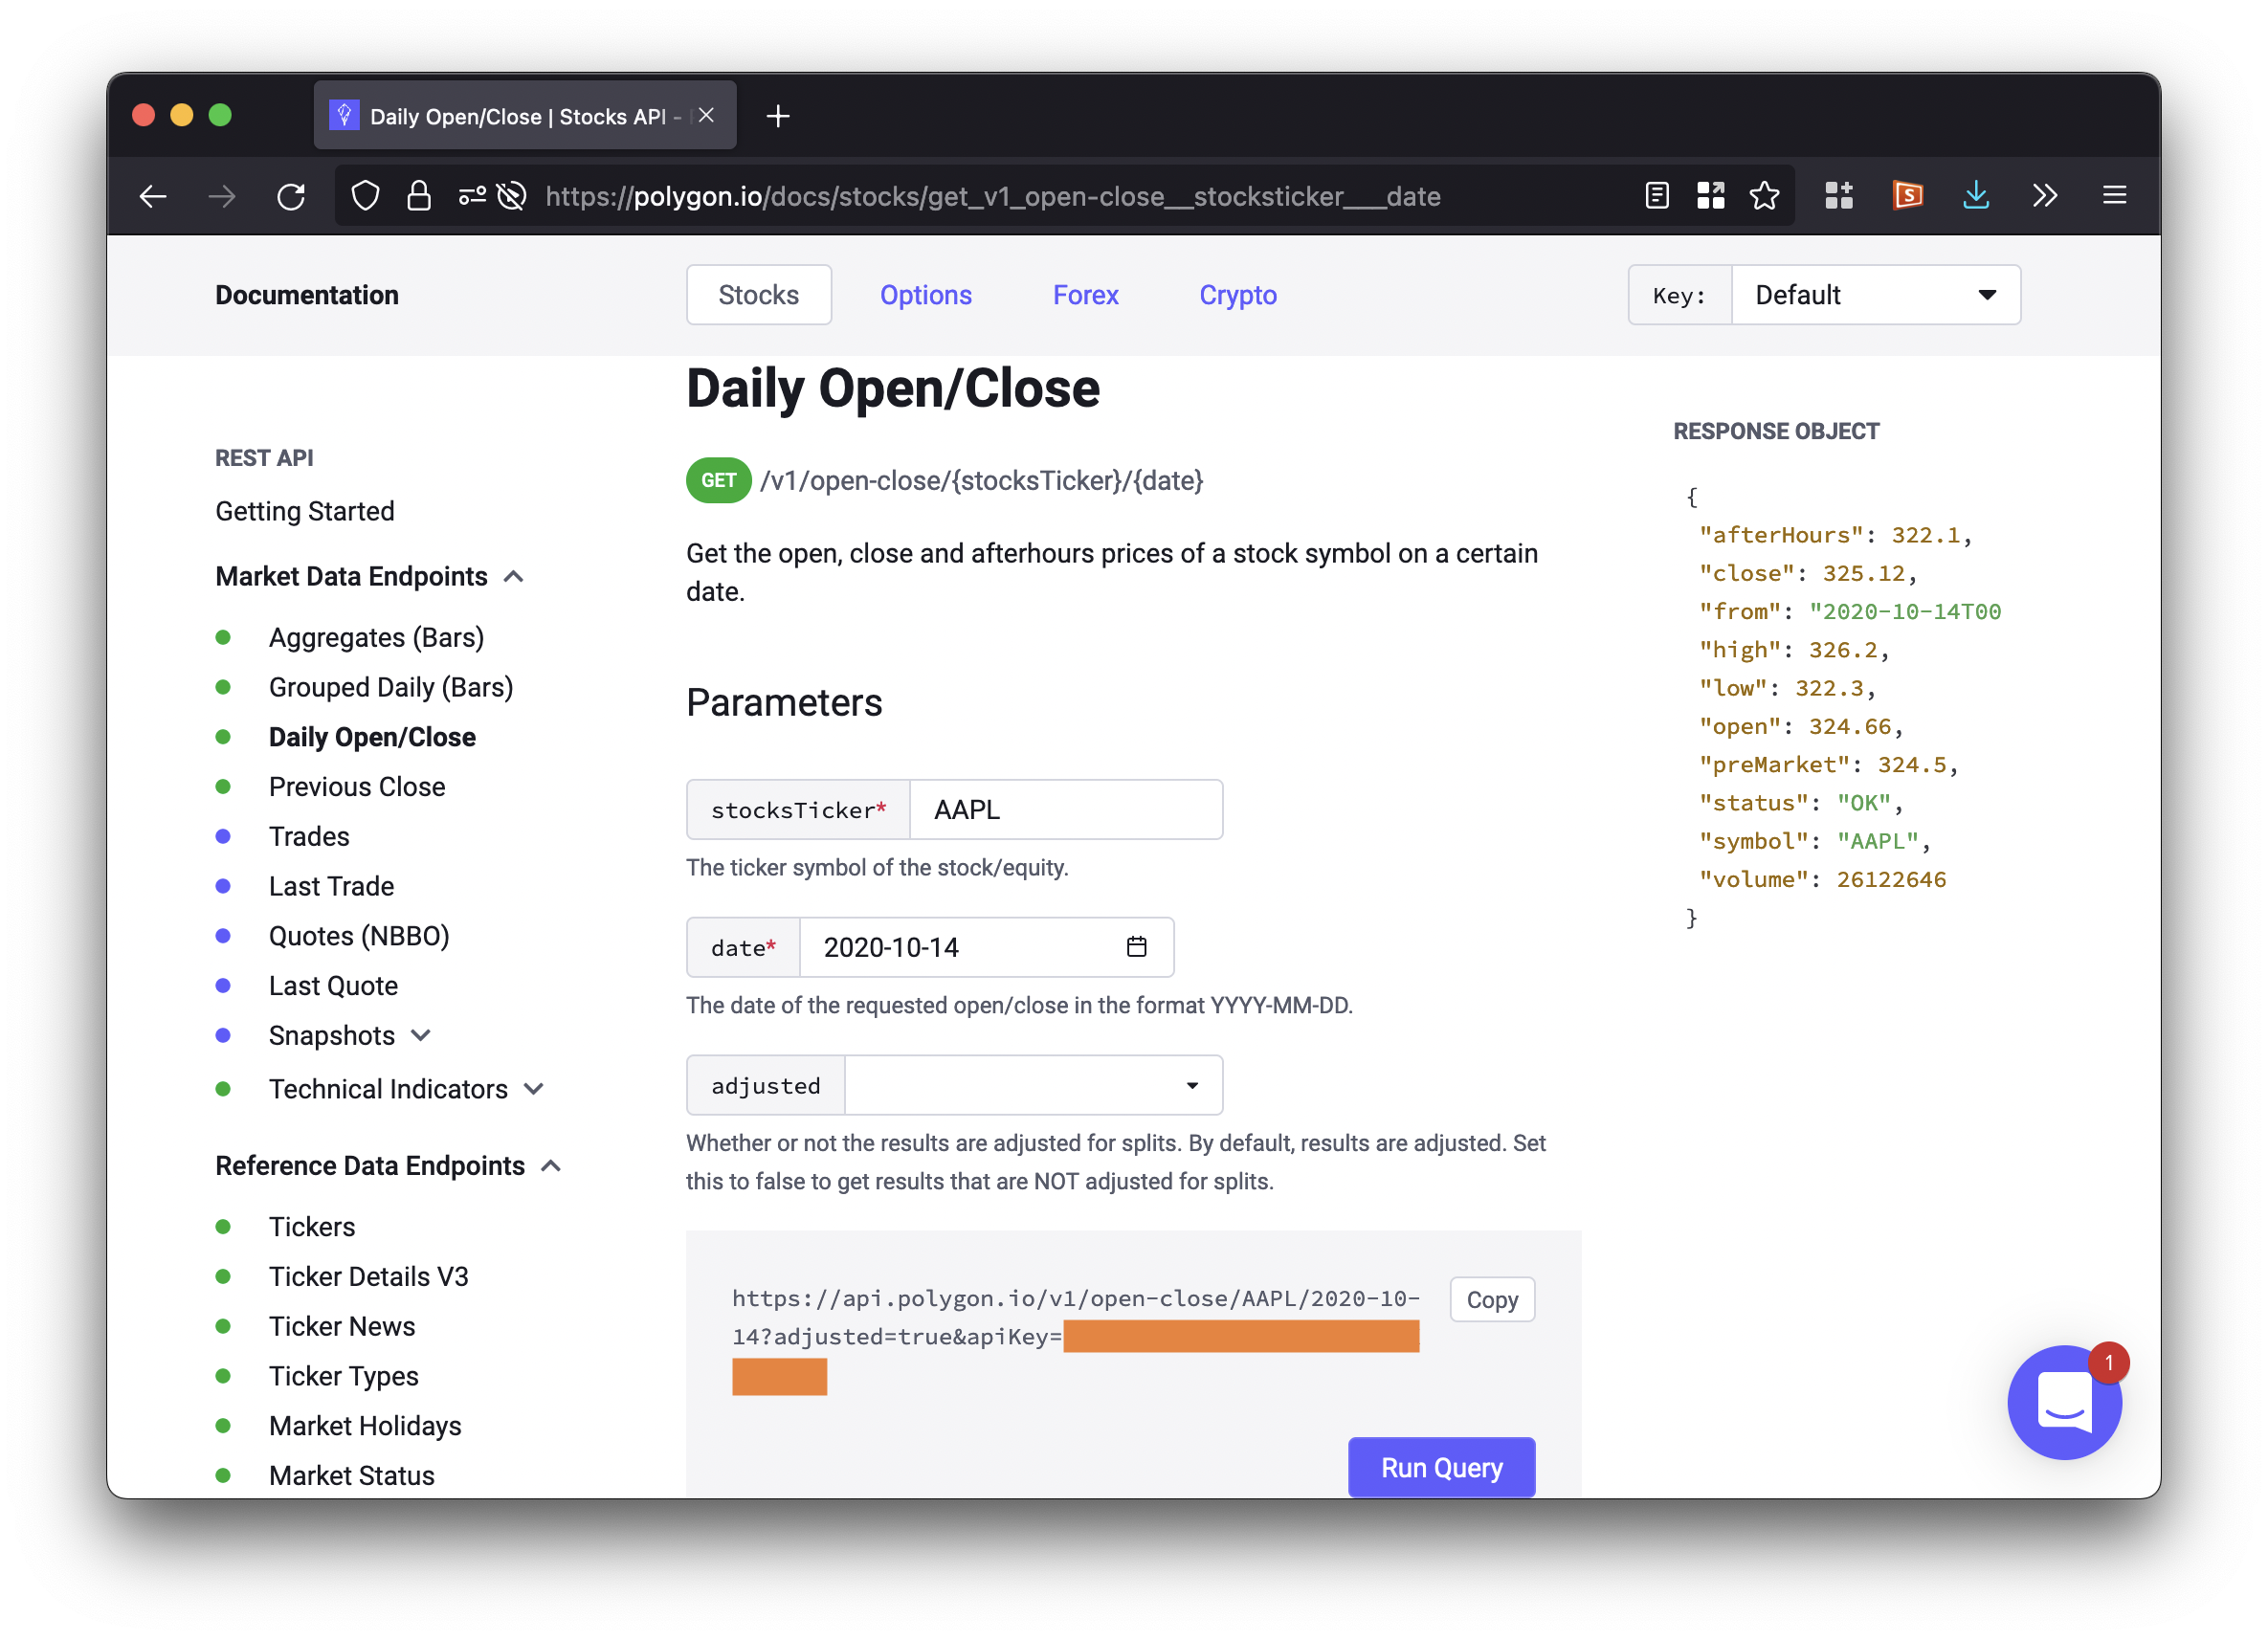 Daily Open/Close | Stocks API -
https://polygon.io/docs/stocks/get_v1_open-close__stocksticker___date
Documentation
Stocks
Options
Forex
Crypto
Key:
Default
REST API
Getting Started
Market Data Endpoints
Aggregates (Bars)
Grouped Daily (Bars)
Daily Open/Close
Previous Close
Trades
Last Trade
Quotes (NBBO)
Last Quote
Snapshots
Technical Indicators
Reference Data Endpoints
Tickers
Ticker Details V3
Ticker News
Ticker Types
Market Holidays
Market Status
Daily Open/Close
GET /v1/open-close/{stocksTicker}/{date}
Get the open, close and afterhours prices of a stock symbol on a certain
date.
Parameters
stocksTicker* AAPL
The ticker symbol of the stock/equity.
date* 2020-10-14
The date of the requested open/close in the format YYYY-MM-DD.
adjusted
Whether or not the results are adjusted for splits. By default, results are adjusted. Set
this to false to get results that are NOT adjusted for splits.
https://api.polygon.io/v1/open-close/AAPL/2020-10-
14?adjusted=true&apiKey=
Copy
Run Query
RESPONSE OBJECT
{
"afterHours": 322.1,
"close": 325.12,
"from": "2020-10-14T00
"high": 326.2,
"low": 322.3,
"open": 324.66,
"preMarket": 324.5,
"status": "OK",
"symbol": "AAPL",
"volume": 26122646
}
S
1